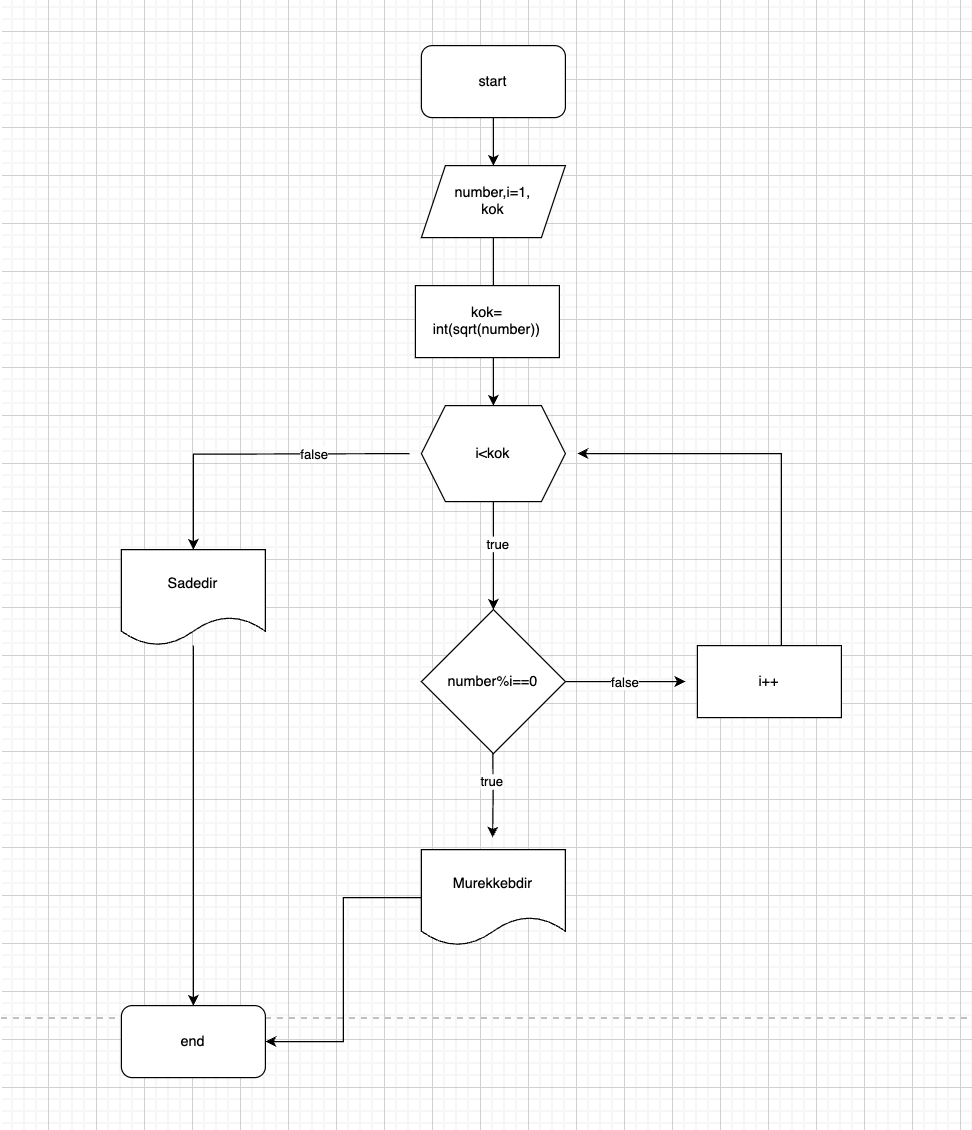 start
number,i=1,
kok
kok=
int(sqrt(number))
i<kok
false
true
Sadedir
number%i==0
false
i++
true
Murekkebdir
end